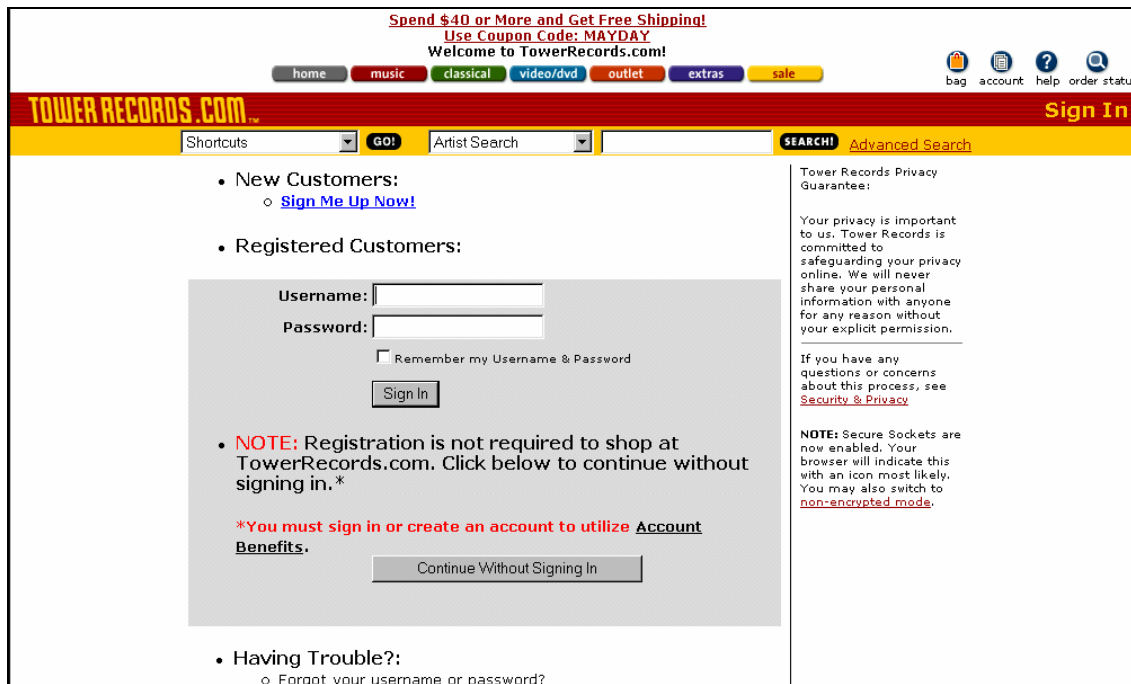 Spend $40 or More and Get Free Shipping!
Use Coupon Code: MAYDAY
Welcome to TowerRecords.com!
home music classical video/dvd outlet extras sale
bag account help order statu
TOWER RECORDS.COM™
Sign In
Shortcuts GO! Artist Search SEARCH! Advanced Search
• New Customers:
o Sign Me Up Now!
• Registered Customers:
Username:
Password:
Remember my Username & Password
Sign In
• NOTE: Registration is not required to shop at
TowerRecords.com. Click below to continue without
signing in.*
*You must sign in or create an account to utilize Account
Benefits.
Continue Without Signing In
• Having Trouble?:
o Forgot your username or password?
Tower Records Privacy
Guarantee:
Your privacy is important
to us. Tower Records is
committed to
safeguarding your privacy
online. We will never
share your personal
information with anyone
for any reason without
your explicit permission.
If you have any
questions or concerns
about this process, see
Security & Privacy
NOTE: Secure Sockets are
now enabled. Your
browser will indicate this
with an icon most likely.
You may also switch to
non-encrypted mode.